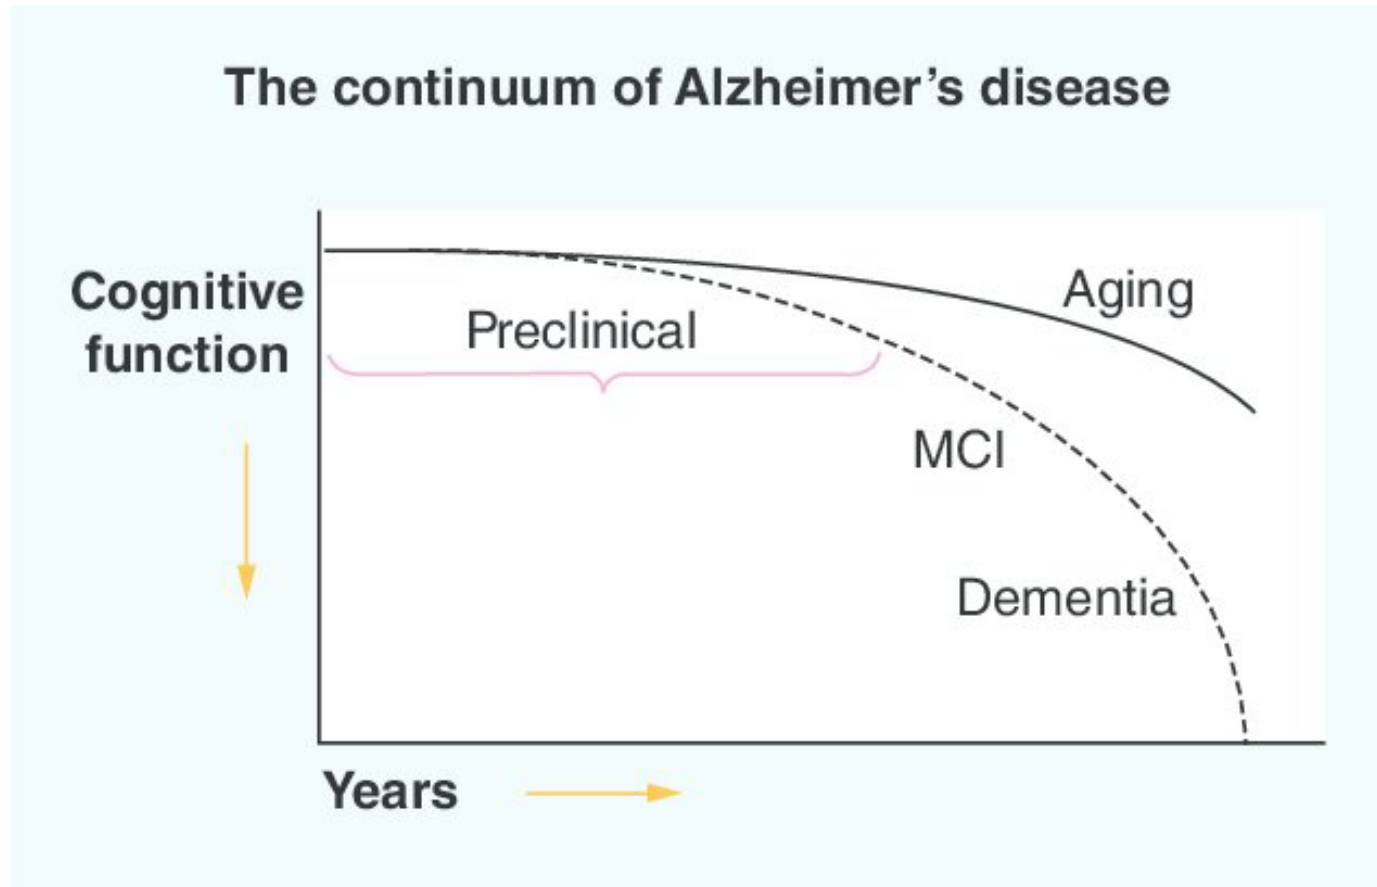 The continuum of Alzheimer’s disease
Cognitive
function
Aging
Preclinical
MCI
Dementia
Years